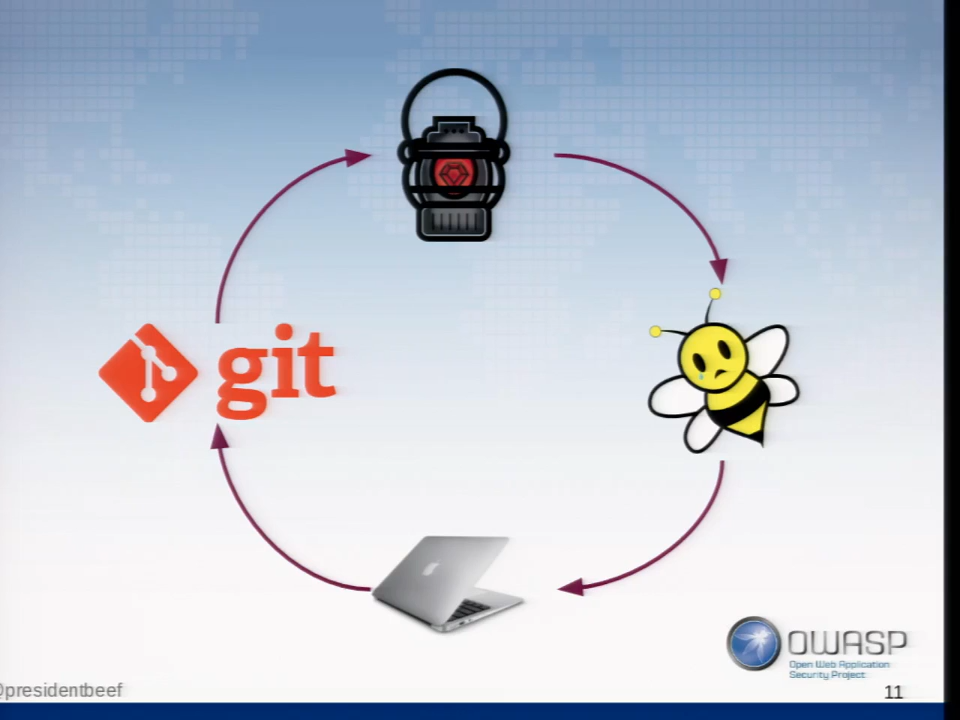 git
OWASP
Open Web Application
Security Project
@presidentbeef
11